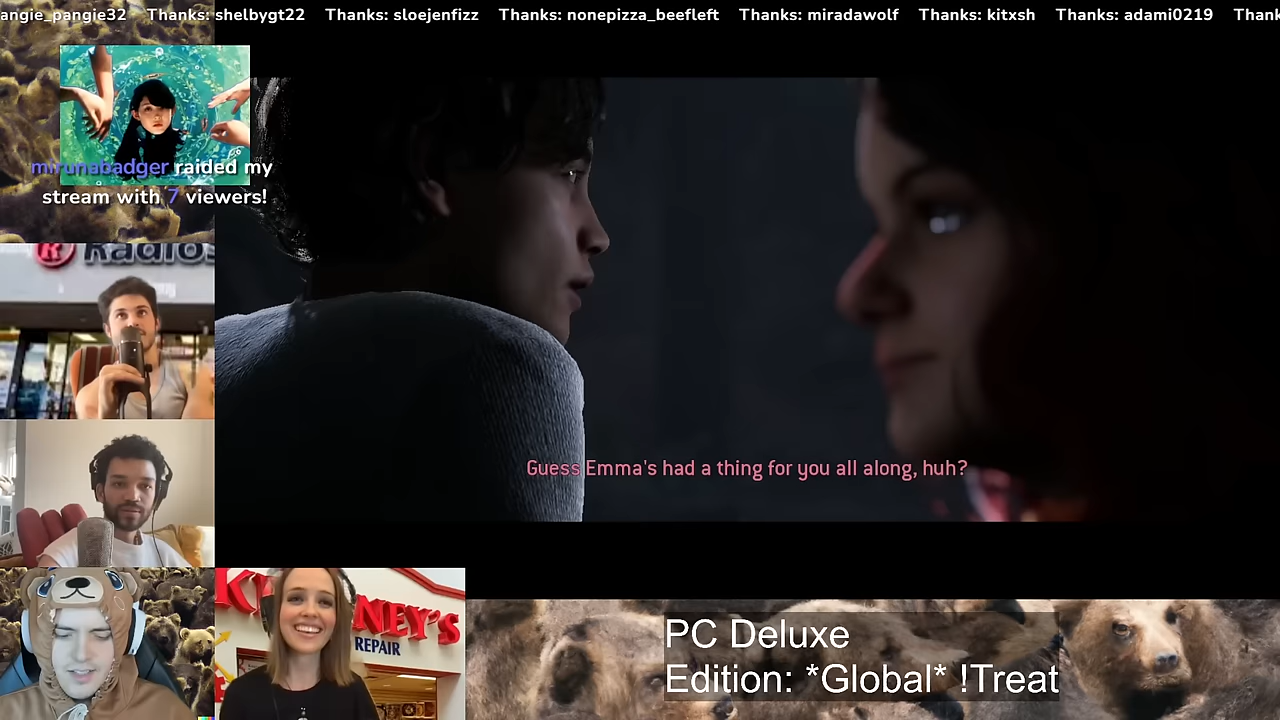 angie_pangie32 Thanks: shelbygt22 Thanks: sloejenfizz Thanks: nonepizza_beefleft Thanks: miradawolf Thanks: kitxsh Thanks: adami0219 Thank
mirunabadger raided my
stream with 7 viewers!
Guess Emma's had a thing for you all along, huh?
NEY'S
REPAIR
PC Deluxe
Edition: *Global* !Treat